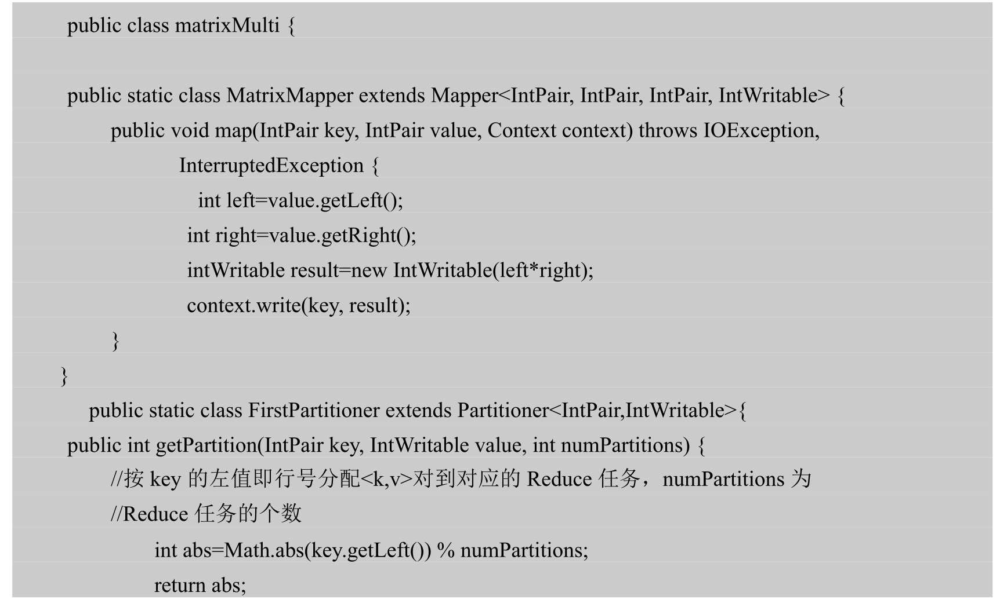 public class matrixMulti {
public static class MatrixMapper extends Mapper<IntPair, IntPair, IntPair, IntWritable> {
public void map(IntPair key, IntPair value, Context context) throws IOException,
InterruptedException {
int left=value.getLeft();
int right=value.getRight();
intWritable result=new IntWritable(left*right);
context.write(key, result);
}
}
public static class FirstPartitioner extends Partitioner<IntPair,IntWritable>{
public int getPartition(IntPair key, IntWritable value, int numPartitions) {
//按 key 的左值即行号分配<k,v>对到对应的 Reduce 任务，numPartitions 为
//Reduce 任务的个数
int abs=Math.abs(key.getLeft()) % numPartitions;
return abs;